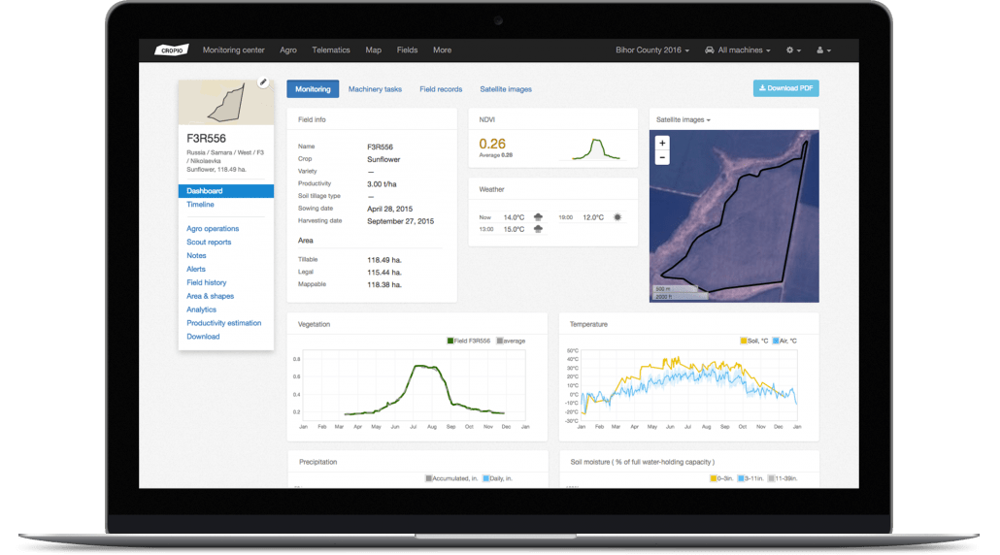 CROPIO Monitoring center Agro Telematics Map Fields More Bihor County 2016 All machines
F3R556
Russia / Samara / West / F3
/ Nikolaevka
Sunflower, 118.49 ha.
Dashboard
Timeline
Agro operations
Scout reports
Notes
Alerts
Field history
Area & shapes
Analytics
Productivity estimation
Download
Monitoring Machinery tasks Field records Satellite images Download PDF
Field info
Name F3R556
Crop Sunflower
Variety —
Productivity 3.00 t/ha
Soil tillage type —
Sowing date April 28, 2015
Harvesting date September 27, 2015
Area
Tillable 118.49 ha.
Legal 115.44 ha.
Mappable 118.38 ha.
NDVI
0.26
Average 0.26
Weather
Now 14.0°C 19:00 12.0°C
13:00 15.0°C
Satellite images
+
−
500 m
2000 ft
Vegetation
Field F3R556 average
0.8
0.6
0.4
0.2
Jan Feb Mar Apr May Jun Jul Aug Sep Oct Nov Dec Jan
Temperature
Soil, °C Air, °C
50°C
40°C
30°C
20°C
10°C
0°C
-10°C
-20°C
-30°C
Jan Feb Mar Apr May Jun Jul Aug Sep Oct Nov Dec Jan
Precipitation
Accumulated, in. Daily, in.
Soil moisture ( % of full water-holding capacity )
0-3in. 3-11in. 11-39in.